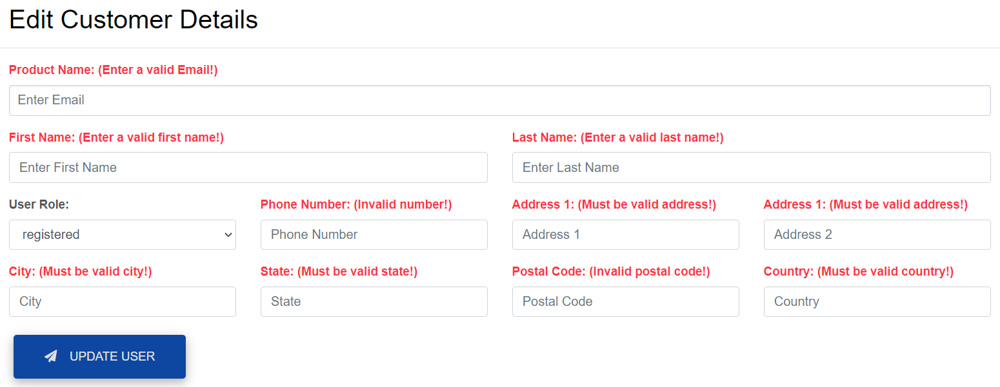 Edit Customer Details
Product Name: (Enter a valid Email!)
Enter Email
First Name: (Enter a valid first name!) Last Name: (Enter a valid last name!)
Enter First Name Enter Last Name
User Role: Phone Number: (Invalid number!) Address 1: (Must be valid address!) Address 1: (Must be valid address!)
registered Phone Number Address 1 Address 2
City: (Must be valid city!) State: (Must be valid state!) Postal Code: (Invalid postal code!) Country: (Must be valid country!)
City State Postal Code Country
UPDATE USER